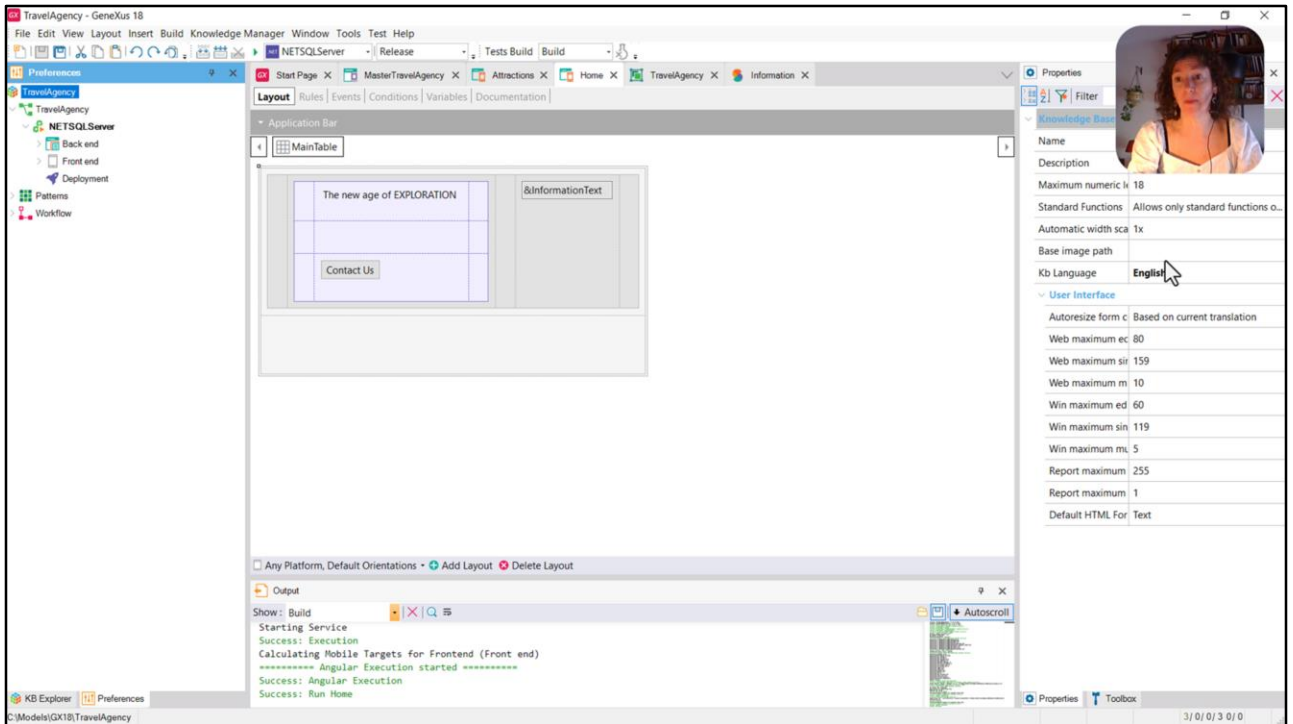 TravelAgency - GeneXus 18
File Edit View Layout Insert Build Knowledge Manager Window Tools Test Help
NETSQLServer Release Tests Build Build
Preferences
TravelAgency
TravelAgency
NETSQLServer
Back end
Front end
Deployment
Patterns
Workflow
KB Explorer Preferences
Start Page MasterTravelAgency Attractions Home TravelAgency Information
Layout Rules Events Conditions Variables Documentation
Application Bar
MainTable
The new age of EXPLORATION
&InformationText
Contact Us
Any Platform, Default Orientations Add Layout Delete Layout
Output
Show: Build Autoscroll
Starting Service
Success: Execution
Calculating Mobile Targets for Frontend (Front end)
========== Angular Execution started ==========
Success: Angular Execution
Success: Run Home
Properties
Filter
Knowledge Base
Name
Description
Maximum numeric le 18
Standard Functions Allows only standard functions o...
Automatic width sca 1x
Base image path
Kb Language English
User Interface
Autoresize form c Based on current translation
Web maximum ec 80
Web maximum sir 159
Web maximum m 10
Win maximum ed 60
Win maximum sin 119
Win maximum mu 5
Report maximum 255
Report maximum 1
Default HTML For Text
Properties Toolbox
C:\Models\GX18\TravelAgency
3/0/0/3 0/0